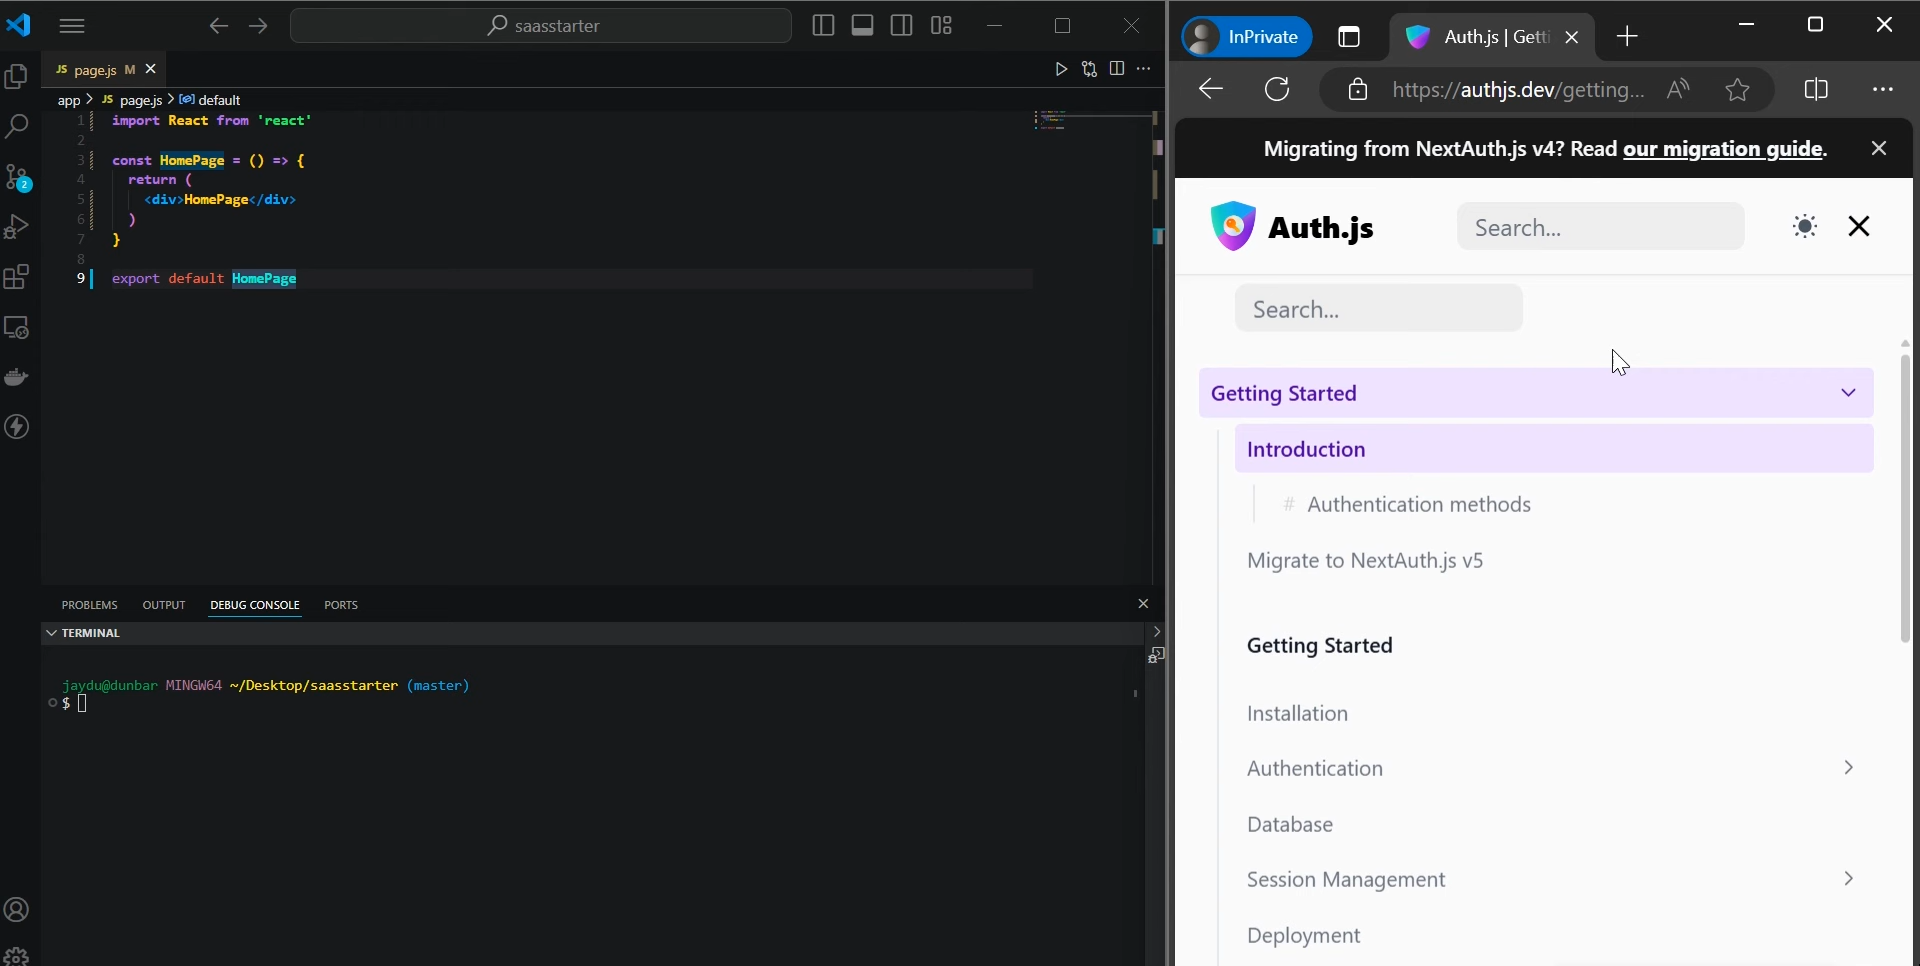 saasstarter
JS page.js M
app > JS page.js > default
1 import React from 'react'
2
3 const HomePage = () => {
4 return (
5 <div>HomePage</div>
6 )
7 }
8
9 export default HomePage
2
PROBLEMS OUTPUT DEBUG CONSOLE PORTS
TERMINAL
jaydu@dunbar MINGW64 ~/Desktop/saasstarter (master)
$
InPrivate
Auth.js | Getti
https://authjs.dev/getting...
Migrating from NextAuth.js v4? Read our migration guide.
Auth.js
Search...
Search...
Getting Started
Introduction
# Authentication methods
Migrate to NextAuth.js v5
Getting Started
Installation
Authentication
Database
Session Management
Deployment